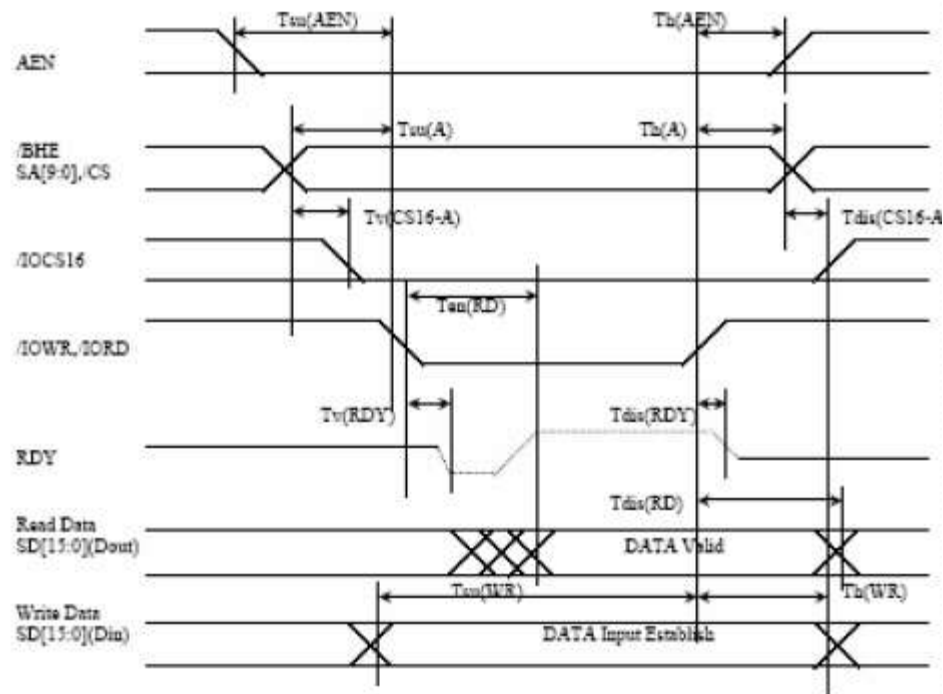 Tsu(AEN)
Th(AEN)
AEN
Tsu(A)
Th(A)
/BHE
SA[9:0],/CS
Tv(CS16-A)
Tdis(CS16-A
/IOCS16
Ten(RD)
/IOWR,/IORD
Tv(RDY)
Tdis(RDY)
RDY
Tdis(RD)
Read Data
SD[15:0](Dout)
DATA Valid
Tsu(WR)
Th(WR)
Write Data
SD[15:0](Din)
DATA Input Establish